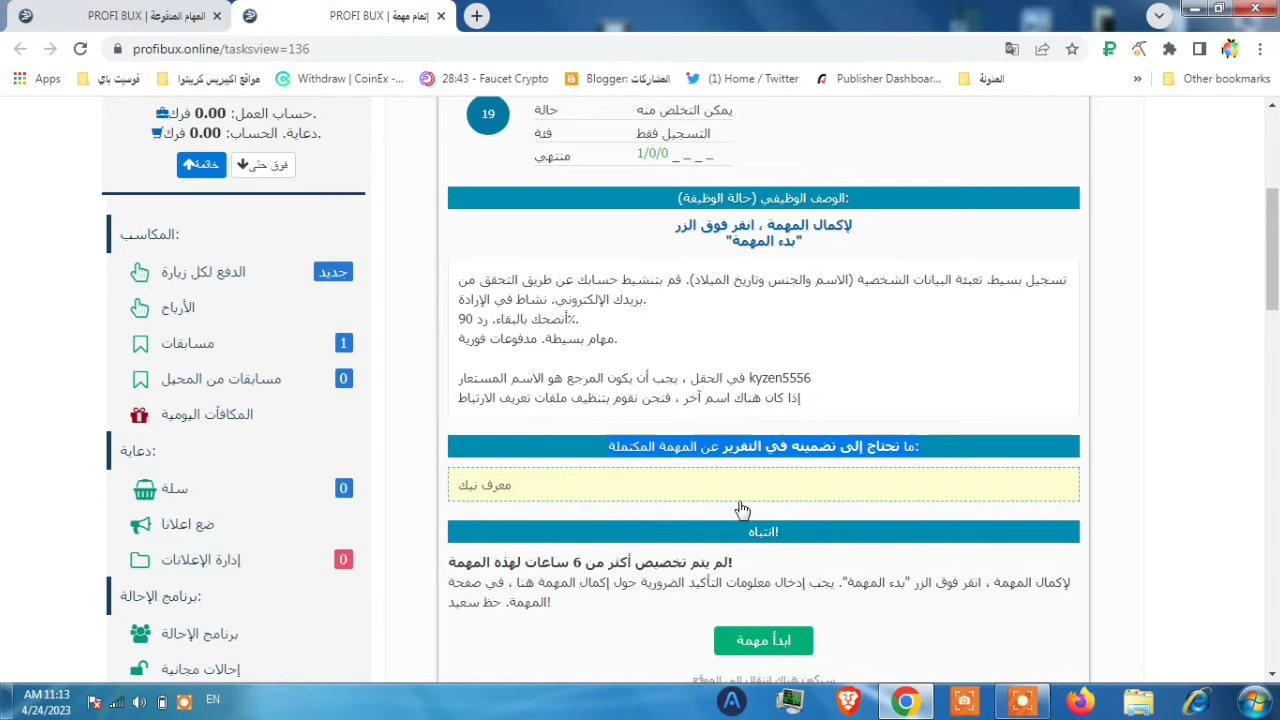 المهام المدفوعة | PROFI BUX
إتمام مهمة | PROFI BUX
profibux.online/tasksview=136
Apps
فوسيت باي
مواقع اكبيريس كريبتوا
Withdraw | CoinEx -...
28:43 - Faucet Crypto
Blogger: المشاركات
(1) Home / Twitter
Publisher Dashboar...
المدونة
»
Other bookmarks
حساب العمل: 0.00 فرك.
دعاية. الحساب: 0.00 فرك.
خاتمة
فوق حتّى
المكاسب:
الدفع لكل زيارة
جديد
الأرباح
مسابقات
1
مسابقات من المحيل
0
المكافآت اليومية
دعاية:
سلة
0
ضع اعلانا
إدارة الإعلانات
0
برنامج الإحالة:
برنامج الإحالة
إحالات مجانية
19
حالة
يمكن التخلص منه
فئة
التسجيل فقط
منتهي
1/0/0 _ _ _ _
الوصف الوظيفي (حالة الوظيفة):
لإكمال المهمة ، انقر فوق الزر
"بدء المهمة"
تسجيل بسيط. تعبئة البيانات الشخصية (الاسم والجنس وتاريخ الميلاد). قم بتنشيط حسابك عن طريق التحقق من
بريدك الإلكتروني. نشاط في الإرادة.
أنصحك بالبقاء. رد 90٪.
مهام بسيطة. مدفوعات فورية.
في الحقل ، يجب أن يكون المرجع هو الاسم المستعار kyzen5556
إذا كان هناك اسم آخر ، فنحن نقوم بتنظيف ملفات تعريف الارتباط
ما تحتاج إلى تضمينه في التقرير عن المهمة المكتملة:
معرف نيك
انتباه!
لم يتم تخصيص أكثر من 6 ساعات لهذه المهمة!
لإكمال المهمة ، انقر فوق الزر "بدء المهمة". يجب إدخال معلومات التأكيد الضرورية حول إكمال المهمة هنا ، في صفحة
المهمة. حظ سعيد!
ابدأ مهمة
سيكون هناك انتقال إلى الموقع
AM 11:13
4/24/2023
EN